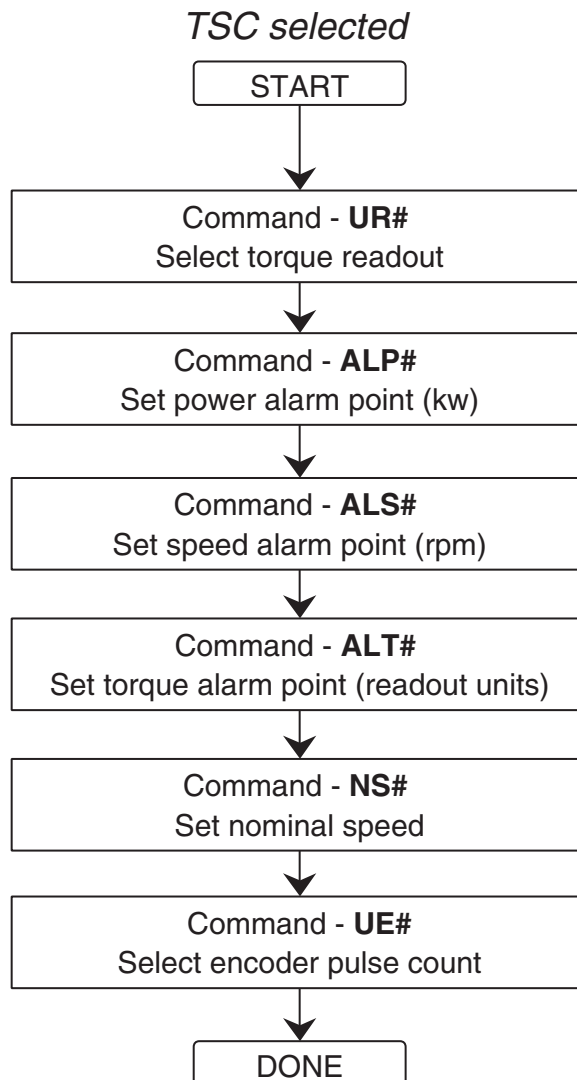 TSC selected
START
Command - UR#
Select torque readout
Command - ALP#
Set power alarm point (kw)
Command - ALS#
Set speed alarm point (rpm)
Command - ALT#
Set torque alarm point (readout units)
Command - NS#
Set nominal speed
Command - UE#
Select encoder pulse count
DONE